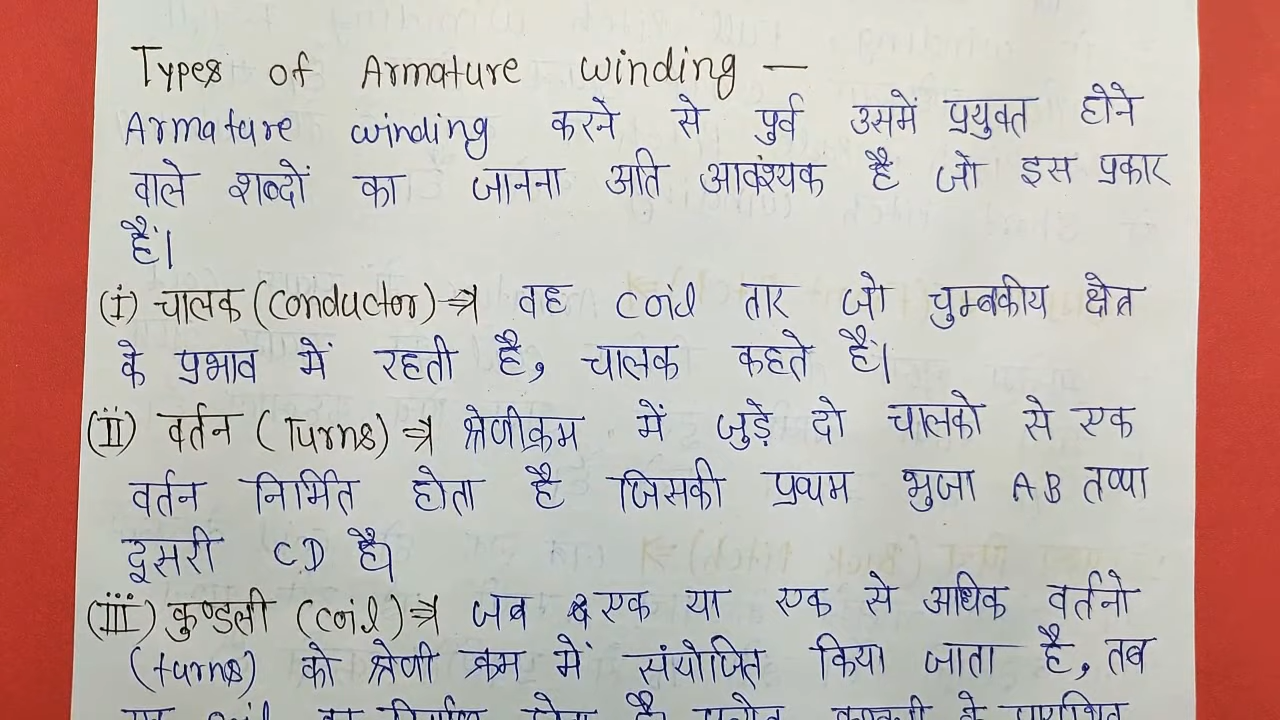 Types of Armature winding —
Armature winding करने से पुर्व उसमें प्रयुक्त होने
वाले शब्दों का जानना अति आवश्यक है जो इस प्रकार
हैं।
(i) चालक (Conductor) ⇒ वह Coil तार जो चुम्बकीय क्षेत्र
के प्रभाव में रहती है, चालक कहते हैं।
(ii) वर्तन (Turns) ⇒ श्रेणीक्रम में जुड़े दो चालको से एक
वर्तन निर्मित होता है जिसकी प्रथम भुजा AB तथा
दूसरी CD है।
(iii) कुण्डली (Coil) ⇒ जब एक या एक से अधिक वर्तनो
(turns) को श्रेणी क्रम में संयोजित किया जाता है, तब